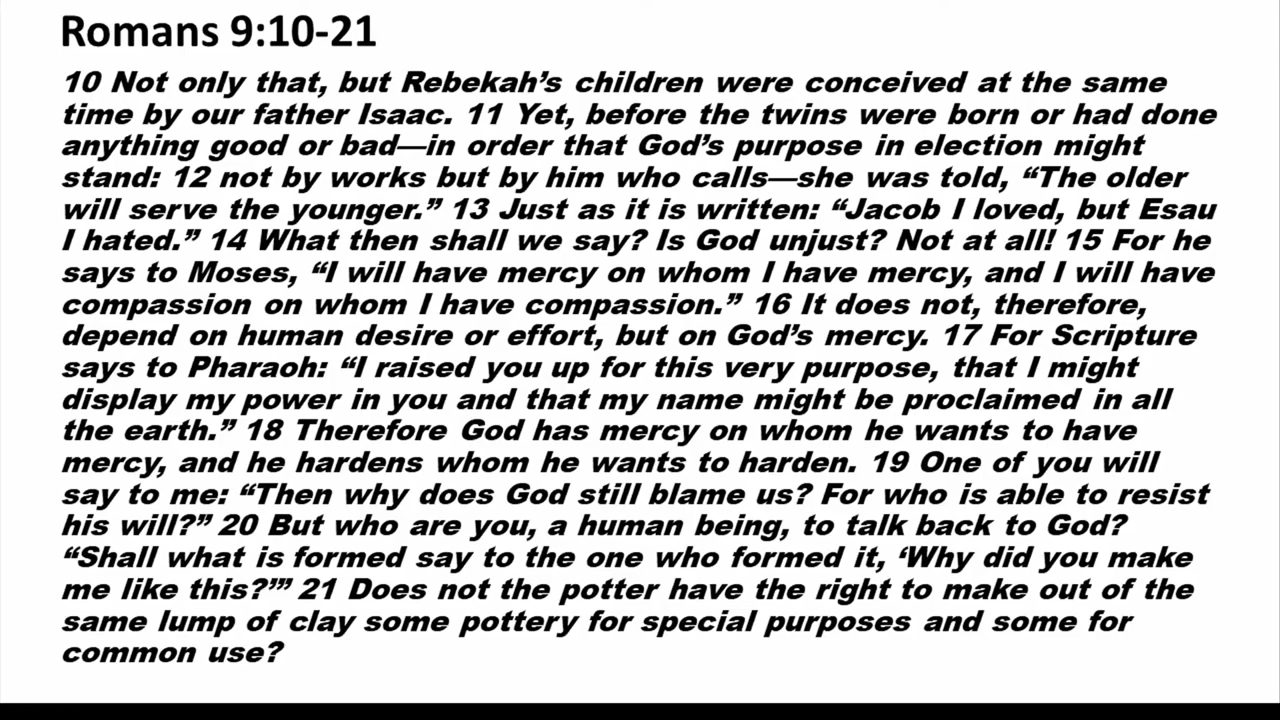 Romans 9:10-21
10 Not only that, but Rebekah’s children were conceived at the same
time by our father Isaac. 11 Yet, before the twins were born or had done
anything good or bad—in order that God’s purpose in election might
stand: 12 not by works but by him who calls—she was told, “The older
will serve the younger.” 13 Just as it is written: “Jacob I loved, but Esau
I hated.” 14 What then shall we say? Is God unjust? Not at all! 15 For he
says to Moses, “I will have mercy on whom I have mercy, and I will have
compassion on whom I have compassion.” 16 It does not, therefore,
depend on human desire or effort, but on God’s mercy. 17 For Scripture
says to Pharaoh: “I raised you up for this very purpose, that I might
display my power in you and that my name might be proclaimed in all
the earth.” 18 Therefore God has mercy on whom he wants to have
mercy, and he hardens whom he wants to harden. 19 One of you will
say to me: “Then why does God still blame us? For who is able to resist
his will?” 20 But who are you, a human being, to talk back to God?
“Shall what is formed say to the one who formed it, ‘Why did you make
me like this?’” 21 Does not the potter have the right to make out of the
same lump of clay some pottery for special purposes and some for
common use?